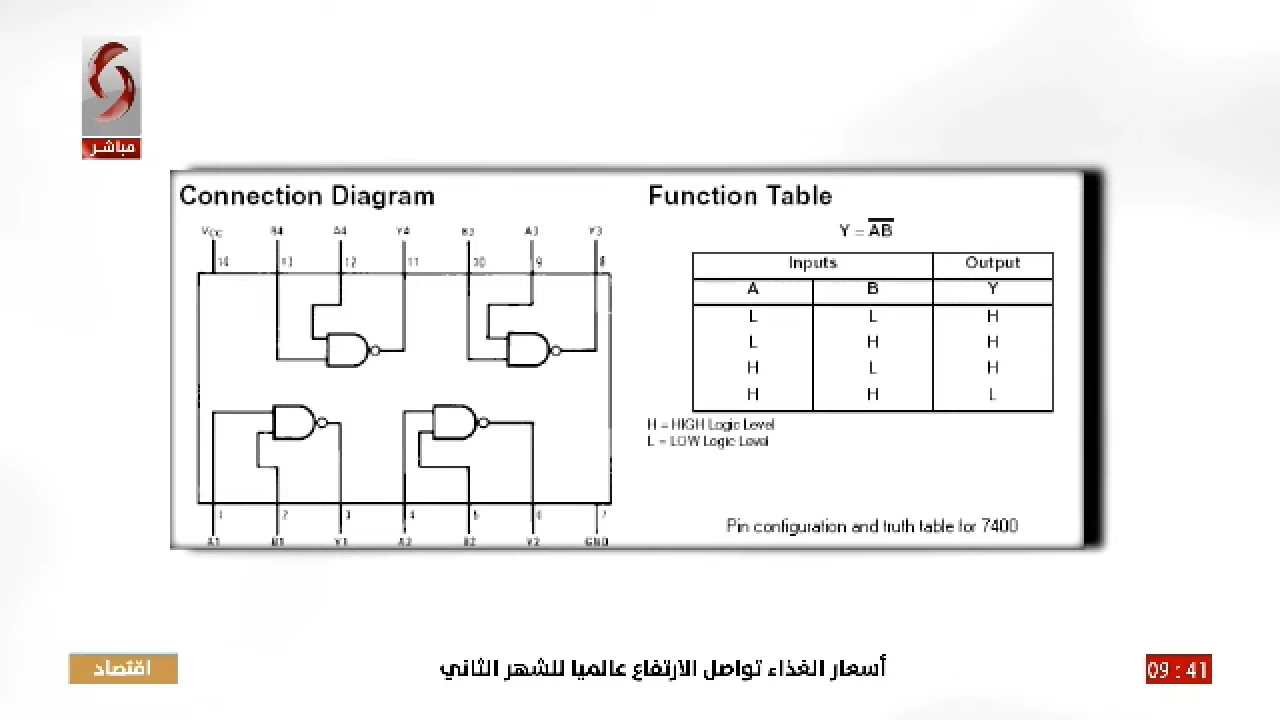 مباشر
Connection Diagram
VCC B4 A4 Y4 B3 A3 Y3
14 13 12 11 10 9 8
1 2 3 4 5 6 7
A1 B1 Y1 A2 B2 Y2 GND
Function Table
Y = A̅B̅
Inputs Output
A B Y
L L H
L H H
H L H
H H L
H = HIGH Logic Level
L = LOW Logic Level
Pin configuration and truth table for 7400
اقتصاد
أسعار الغذاء تواصل الارتفاع عالميا للشهر الثاني
09 : 41